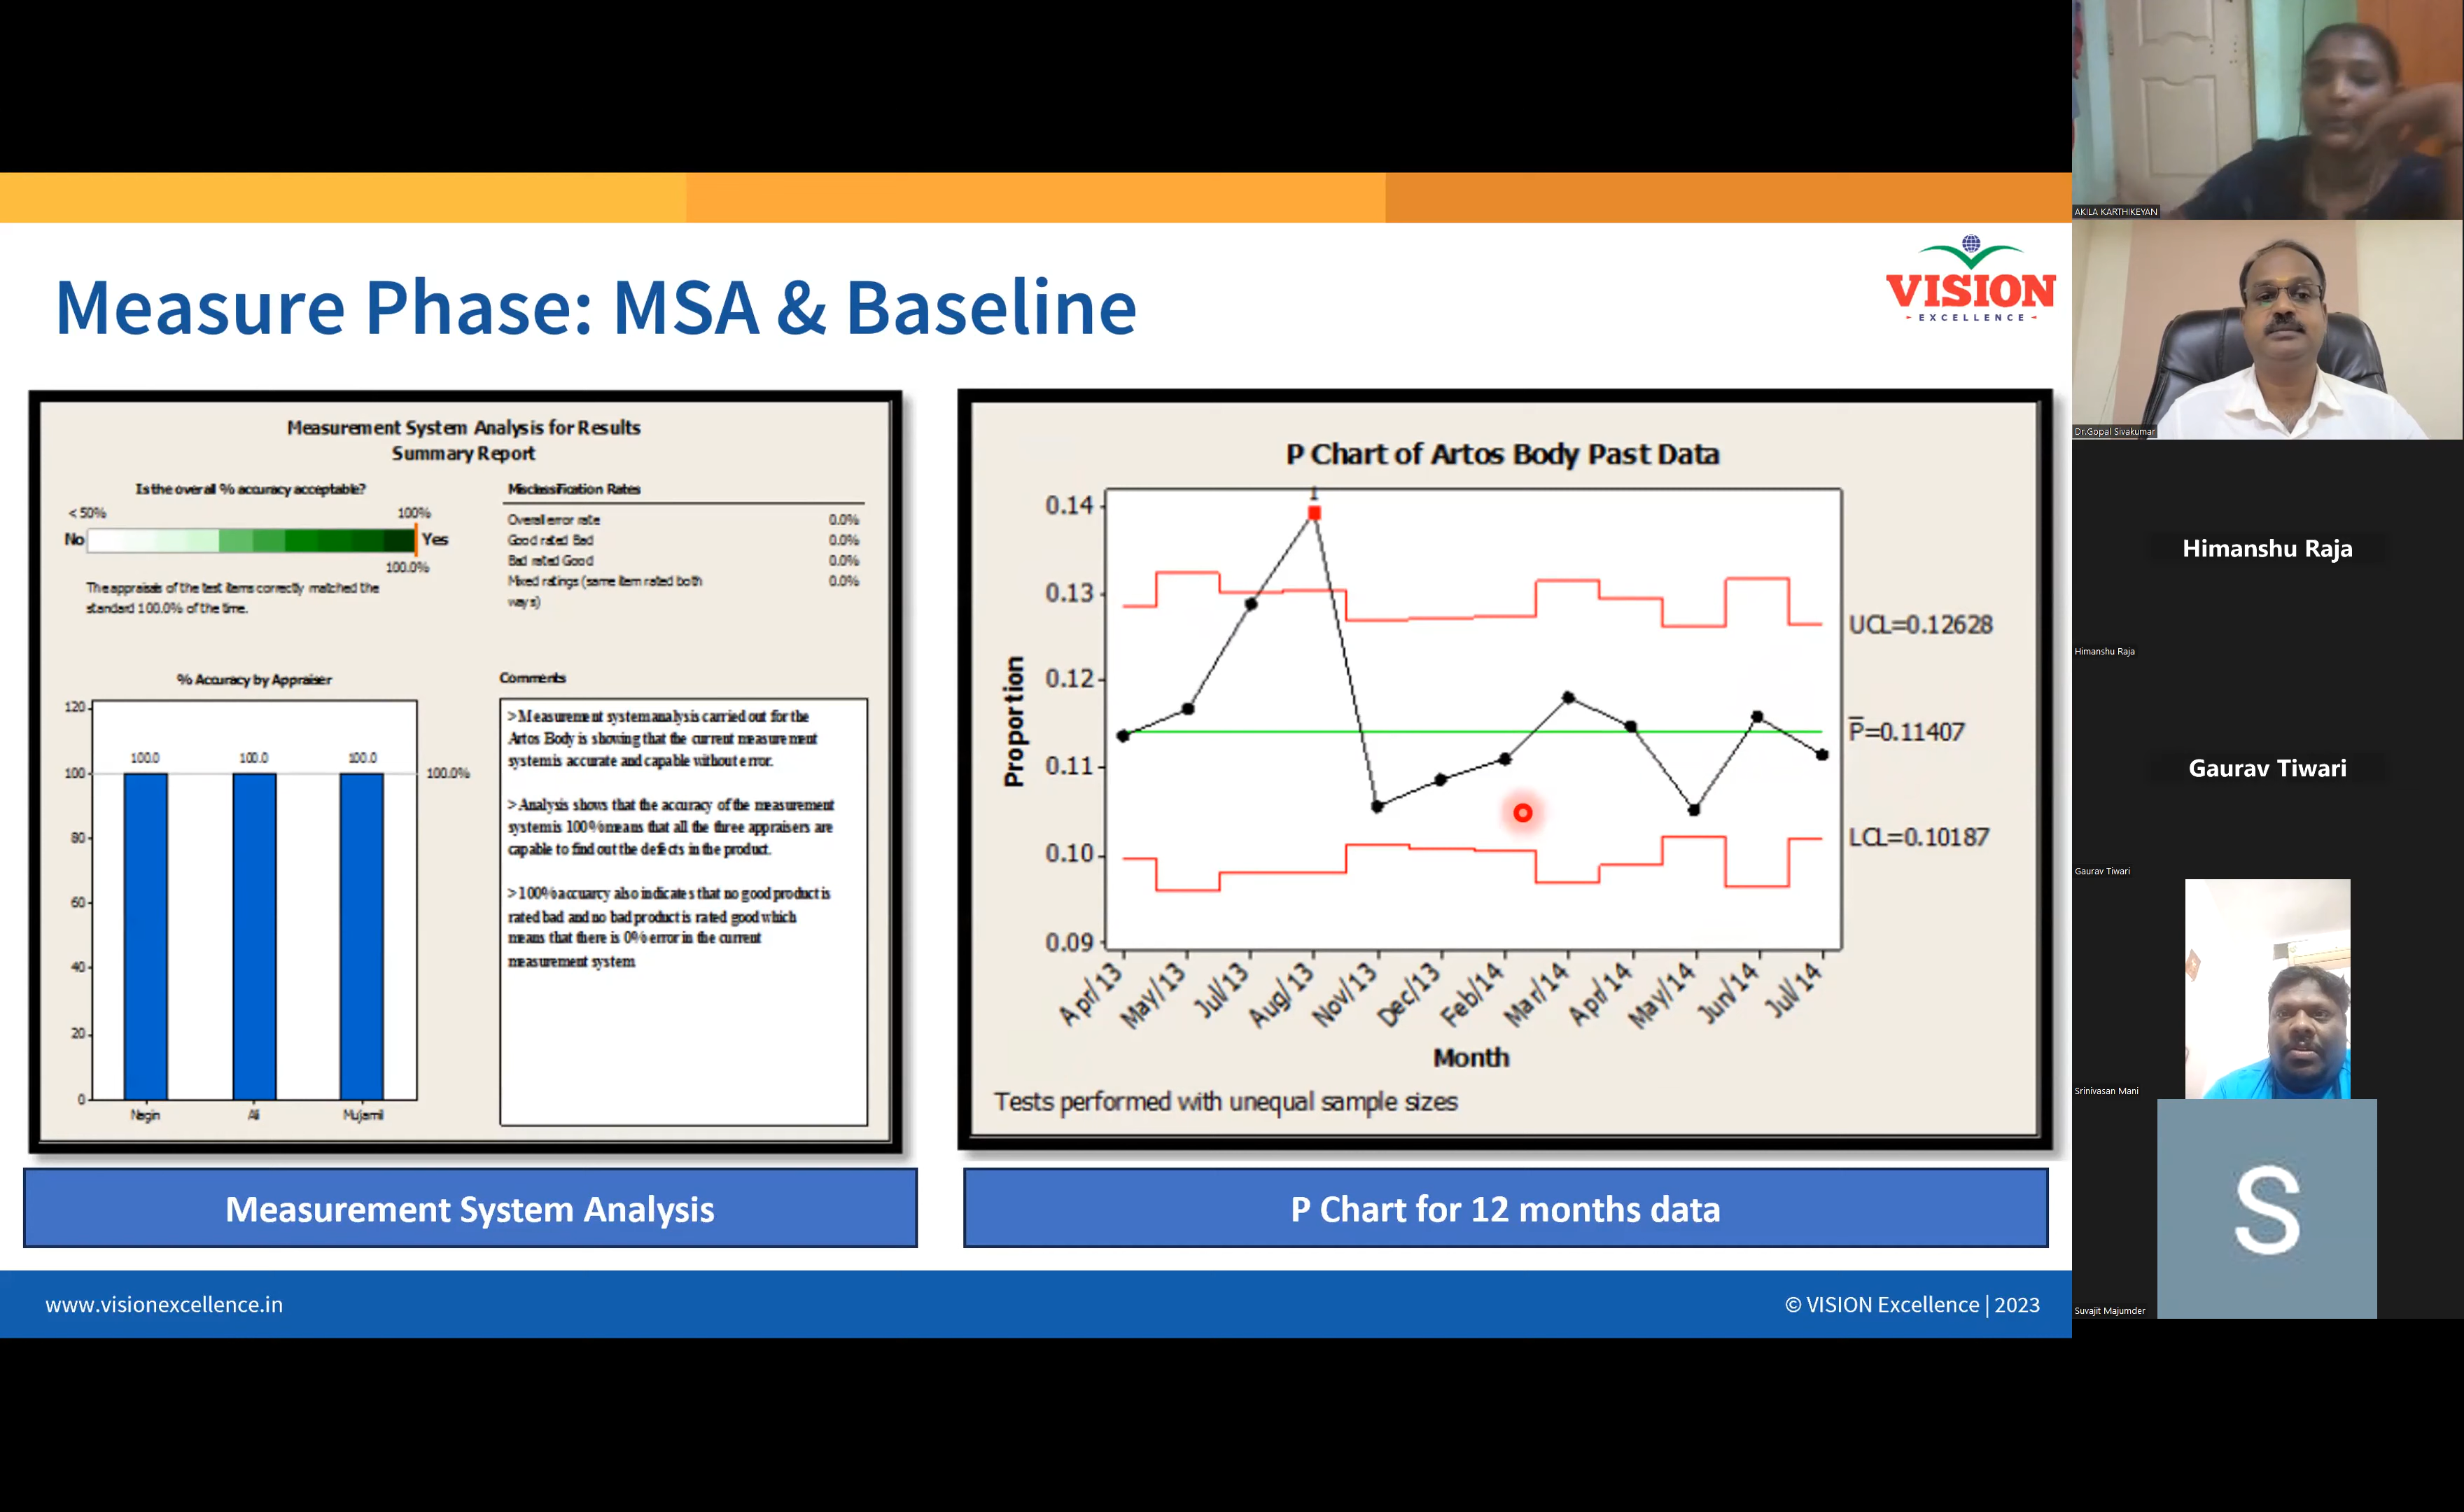 Measure Phase: MSA & Baseline
VISION
EXCELLENCE
Measurement System Analysis for Results
Summary Report
Is the overall % accuracy acceptable?
< 50%
100%
No
Yes
100.0%
The appraisals of the test items correctly matched the
standard 100.0% of the time.
Misclassification Rates
Overall error rate 0.0%
Good rated Bad 0.0%
Bad rated Good 0.0%
Mixed ratings (same item rated both 0.0%
ways)
% Accuracy by Appraiser
120
100
80
60
40
20
0
100.0
100.0
100.0
100.0%
Nagin
Ali
Mujamil
Comments
> Measurement system analysis carried out for the
Artos Body is showing that the current measurement
system is accurate and capable without error.
> Analysis shows that the accuracy of the measurement
system is 100% means that all the three appraisers are
capable to find out the defects in the product.
> 100% accuarcy also indicates that no good product is
rated bad and no bad product is rated good which
means that there is 0% error in the current
measurement system.
Measurement System Analysis
P Chart of Artos Body Past Data
Proportion
0.14
0.13
0.12
0.11
0.10
0.09
1
UCL=0.12628
P̅=0.11407
LCL=0.10187
Apr/13
May/13
Jul/13
Aug/13
Nov/13
Dec/13
Feb/14
Mar/14
Apr/14
May/14
Jun/14
Jul/14
Month
Tests performed with unequal sample sizes
P Chart for 12 months data
www.visionexcellence.in
© VISION Excellence | 2023
AKILA KARTHIKEYAN
Dr.Gopal Sivakumar
Himanshu Raja
Himanshu Raja
Gaurav Tiwari
Gaurav Tiwari
Srinivasan Mani
S
Suvajit Majumder